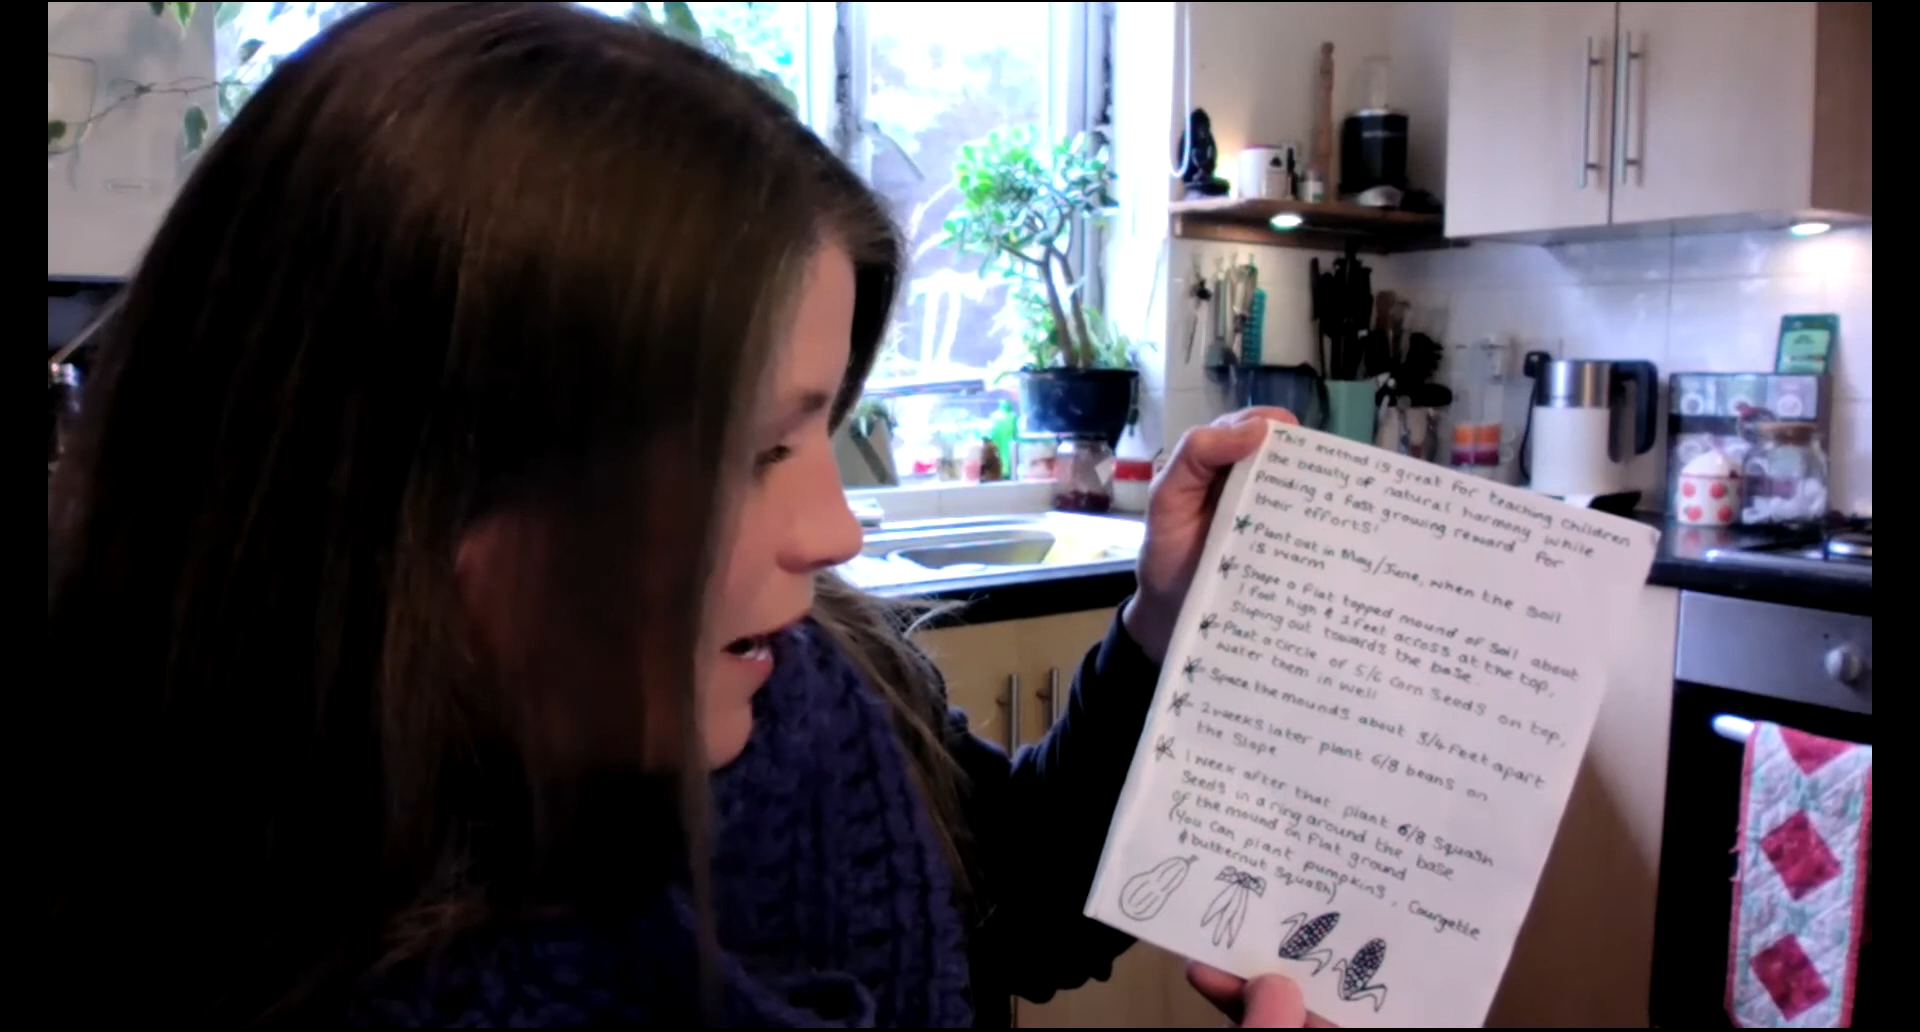 This method is great for teaching children
the beauty of natural harmony while
Providing a fast growing reward for
their efforts!
Plant out in May/June, when the soil
is warm
Shape a flat topped mound of soil about
1 foot high & 2 feet across at the top,
Sloping out towards the base.
Plant a circle of 5/6 corn seeds on top,
water them in well
Space the mounds about 3/4 feet apart
2 weeks later plant 6/8 beans on
the slope
1 week after that plant 6/8 squash
Seeds in a ring around the base
of the mound on flat ground
(you can plant pumpkins, courgette
& butternut squash)